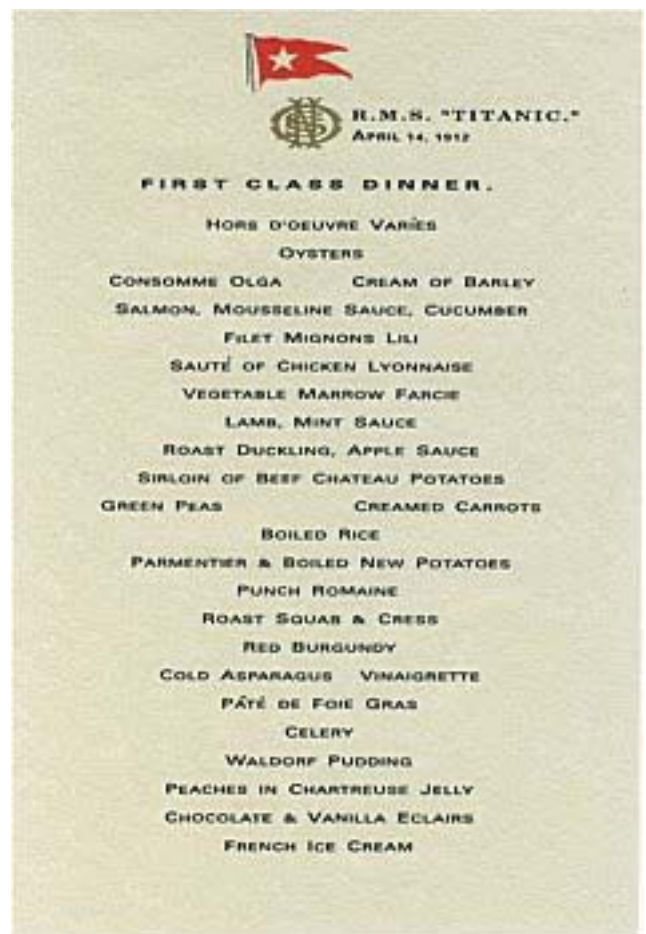 R.M.S. "TITANIC."
APRIL 14, 1912
FIRST CLASS DINNER.
HORS D'OEUVRE VARIÉS
OYSTERS
CONSOMME OLGA CREAM OF BARLEY
SALMON, MOUSSELINE SAUCE, CUCUMBER
FILET MIGNONS LILI
SAUTÉ OF CHICKEN LYONNAISE
VEGETABLE MARROW FARCIE
LAMB, MINT SAUCE
ROAST DUCKLING, APPLE SAUCE
SIRLOIN OF BEEF CHATEAU POTATOES
GREEN PEAS CREAMED CARROTS
BOILED RICE
PARMENTIER & BOILED NEW POTATOES
PUNCH ROMAINE
ROAST SQUAB & CRESS
RED BURGUNDY
COLD ASPARAGUS VINAIGRETTE
PÂTÉ DE FOIE GRAS
CELERY
WALDORF PUDDING
PEACHES IN CHARTREUSE JELLY
CHOCOLATE & VANILLA ECLAIRS
FRENCH ICE CREAM